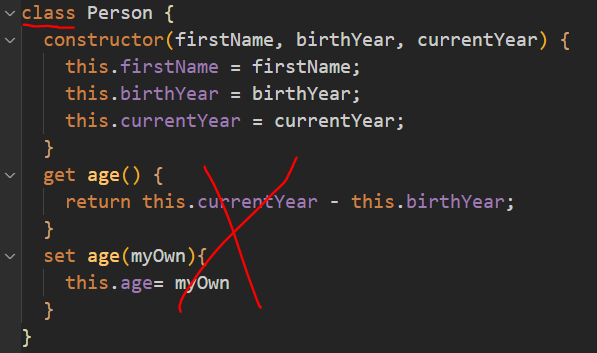 class Person {
constructor(firstName, birthYear, currentYear) {
this.firstName = firstName;
this.birthYear = birthYear;
this.currentYear = currentYear;
}
get age() {
return this.currentYear - this.birthYear;
}
set age(myOwn){
this.age= myOwn
}
}